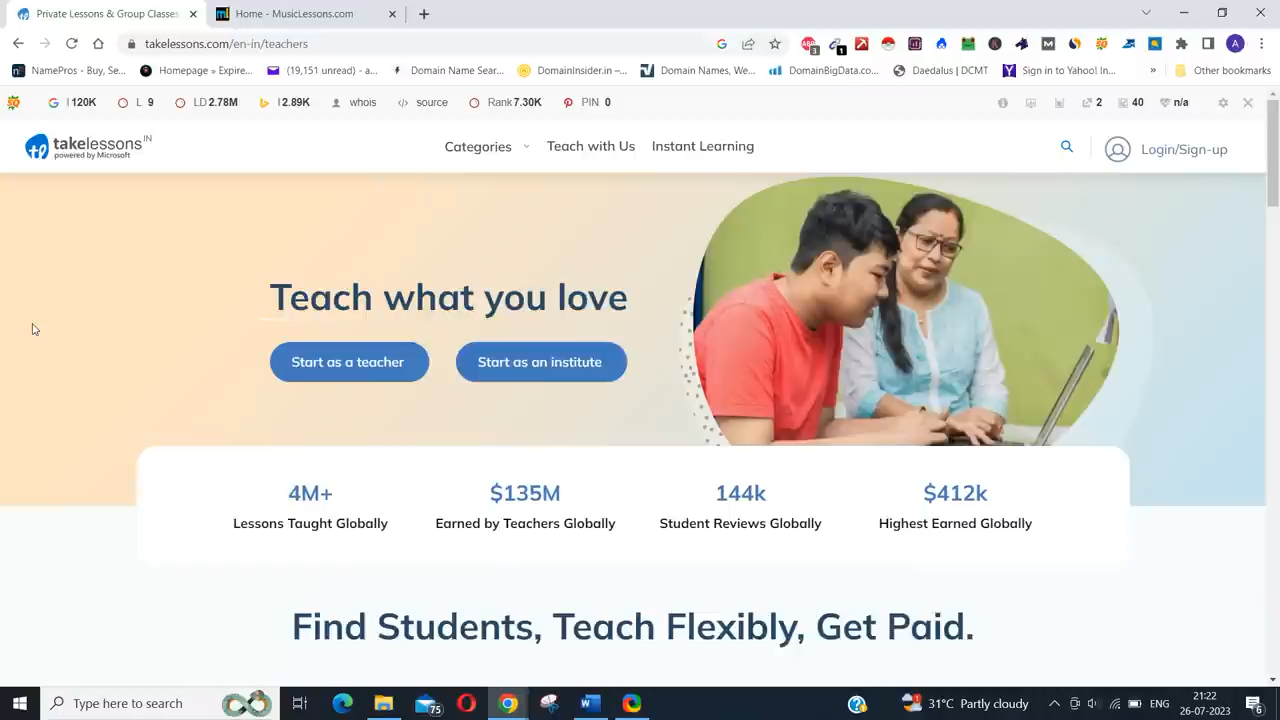 Private Lessons & Group Classes
Home - MusicLessons.com
takelessons.com/en-in/teachers
NamePros - Buy, Se...
Homepage » Expire...
(19,151 unread) - a...
Domain Name Sear...
DomainInsider.in –...
Domain Names, We...
DomainBigData.co...
Daedalus | DCMT
Sign in to Yahoo! In...
»
Other bookmarks
I 120K
L 9
LD 2.78M
I 2.89K
whois
source
Rank 7.30K
PIN 0
2
40
n/a
takelessons IN
powered by Microsoft
Categories
Teach with Us
Instant Learning
Login/Sign-up
Teach what you love
Start as a teacher
Start as an institute
4M+
$135M
144k
$412k
Lessons Taught Globally
Earned by Teachers Globally
Student Reviews Globally
Highest Earned Globally
Find Students, Teach Flexibly, Get Paid.
Type here to search
75
31°C Partly cloudy
ENG
21:22
26-07-2023
6